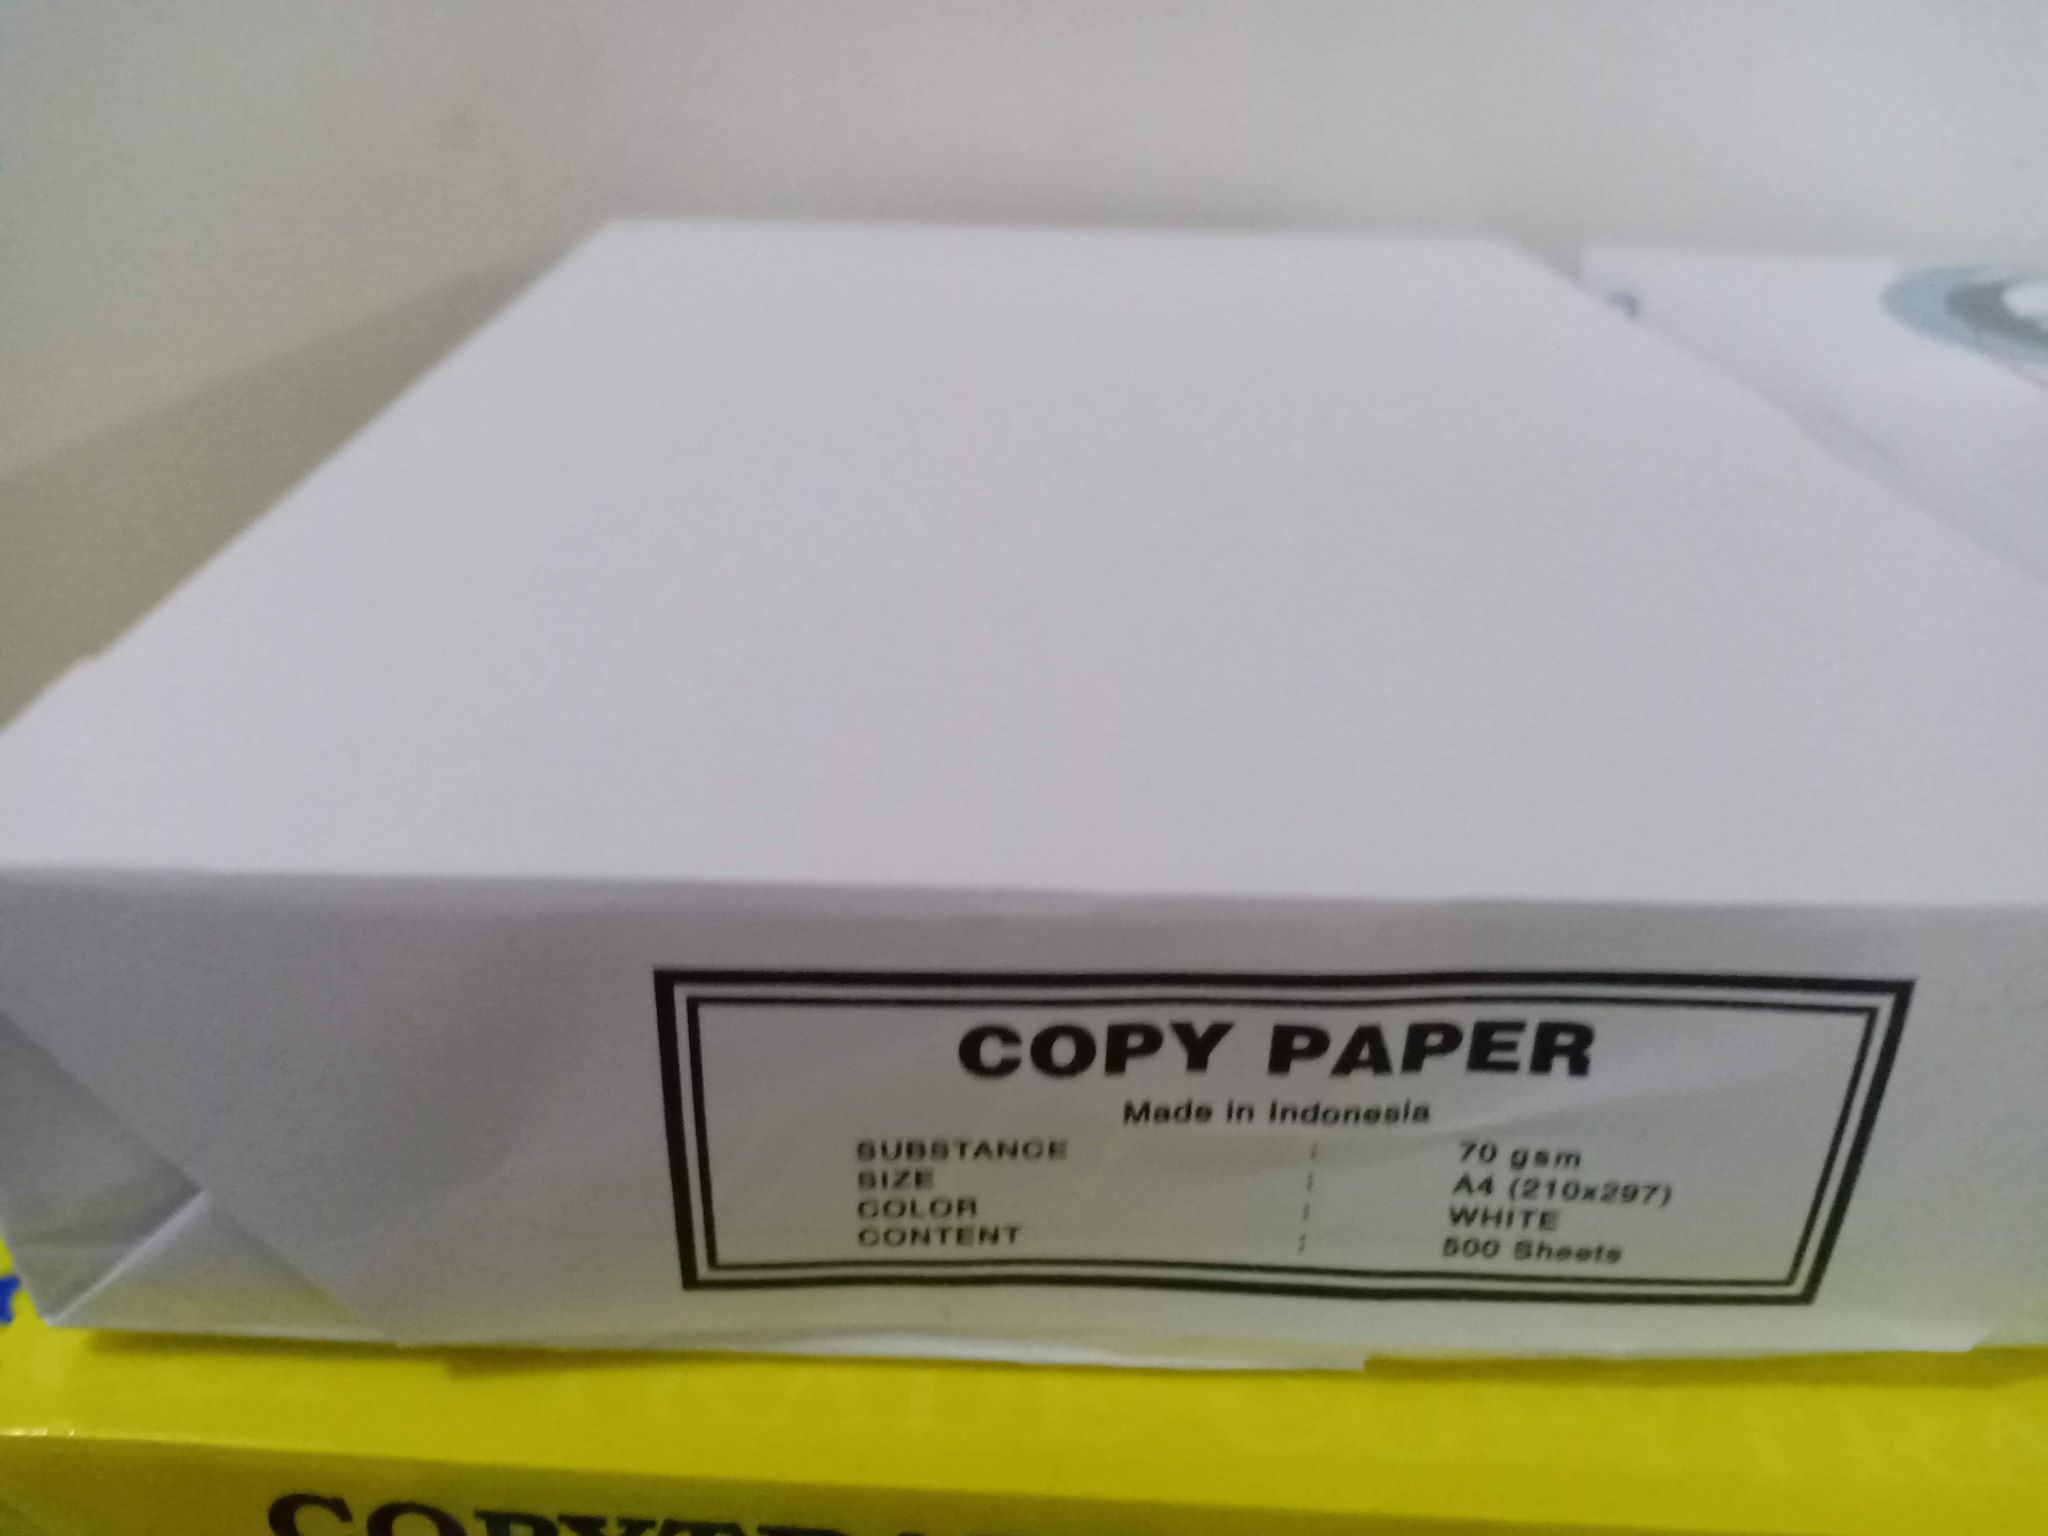 COPY PAPER
Made in Indonesia
SUBSTANCE : 70 gsm
SIZE : A4 (210x297)
COLOR : WHITE
CONTENT : 500 Sheets